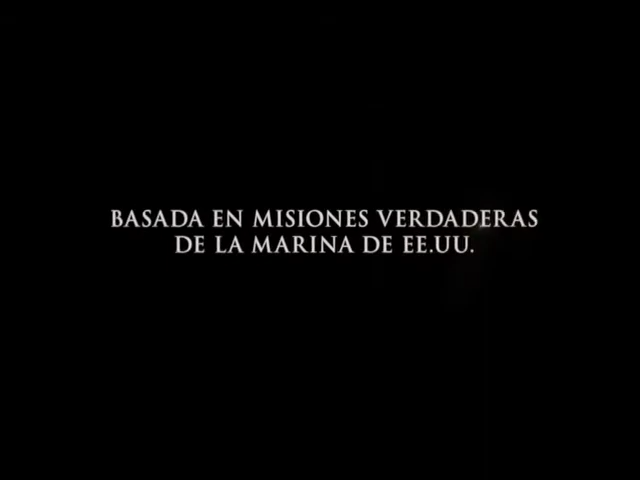 BASADA EN MISIONES VERDADERAS
DE LA MARINA DE EE.UU.